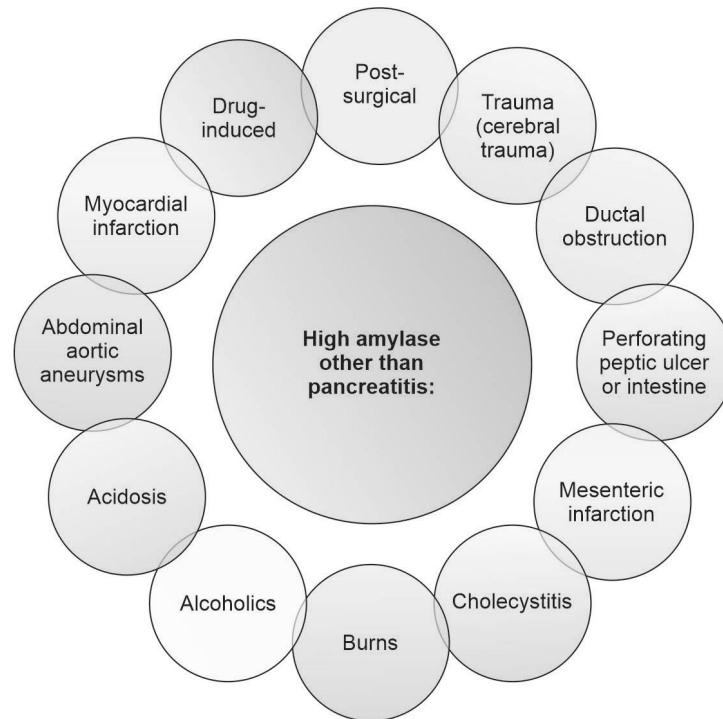 High amylase
other than
pancreatitis:
Post-
surgical
Trauma
(cerebral
trauma)
Ductal
obstruction
Perforating
peptic ulcer
or intestine
Mesenteric
infarction
Cholecystitis
Burns
Alcoholics
Acidosis
Abdominal
aortic
aneurysms
Myocardial
infarction
Drug-
induced